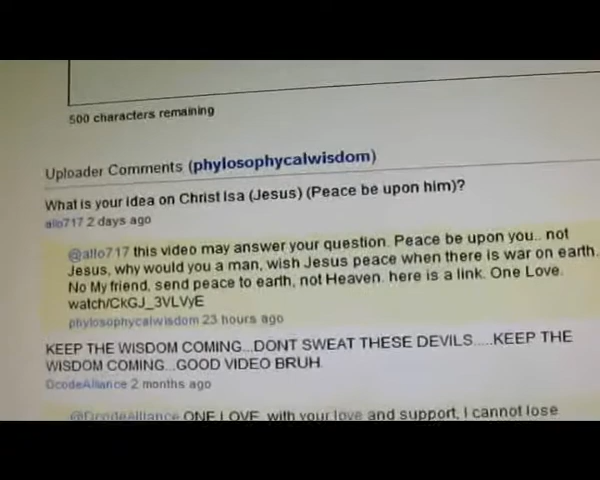 500 characters remaining
Uploader Comments (phylosophycalwisdom)
What is your idea on Christ Isa (Jesus) (Peace be upon him)?
allo717 2 days ago
@allo717 this video may answer your question. Peace be upon you.. not
Jesus, why would you a man, wish Jesus peace when there is war on earth.
No My friend, send peace to earth, not Heaven. here is a link. One Love.
watch/CkGJ_3VLVyE
phylosophycalwisdom 23 hours ago
KEEP THE WISDOM COMING...DONT SWEAT THESE DEVILS.....KEEP THE
WISDOM COMING...GOOD VIDEO BRUH.
DcodeAlliance 2 months ago
@DcodeAlliance ONE LOVE, with your love and support, I cannot lose